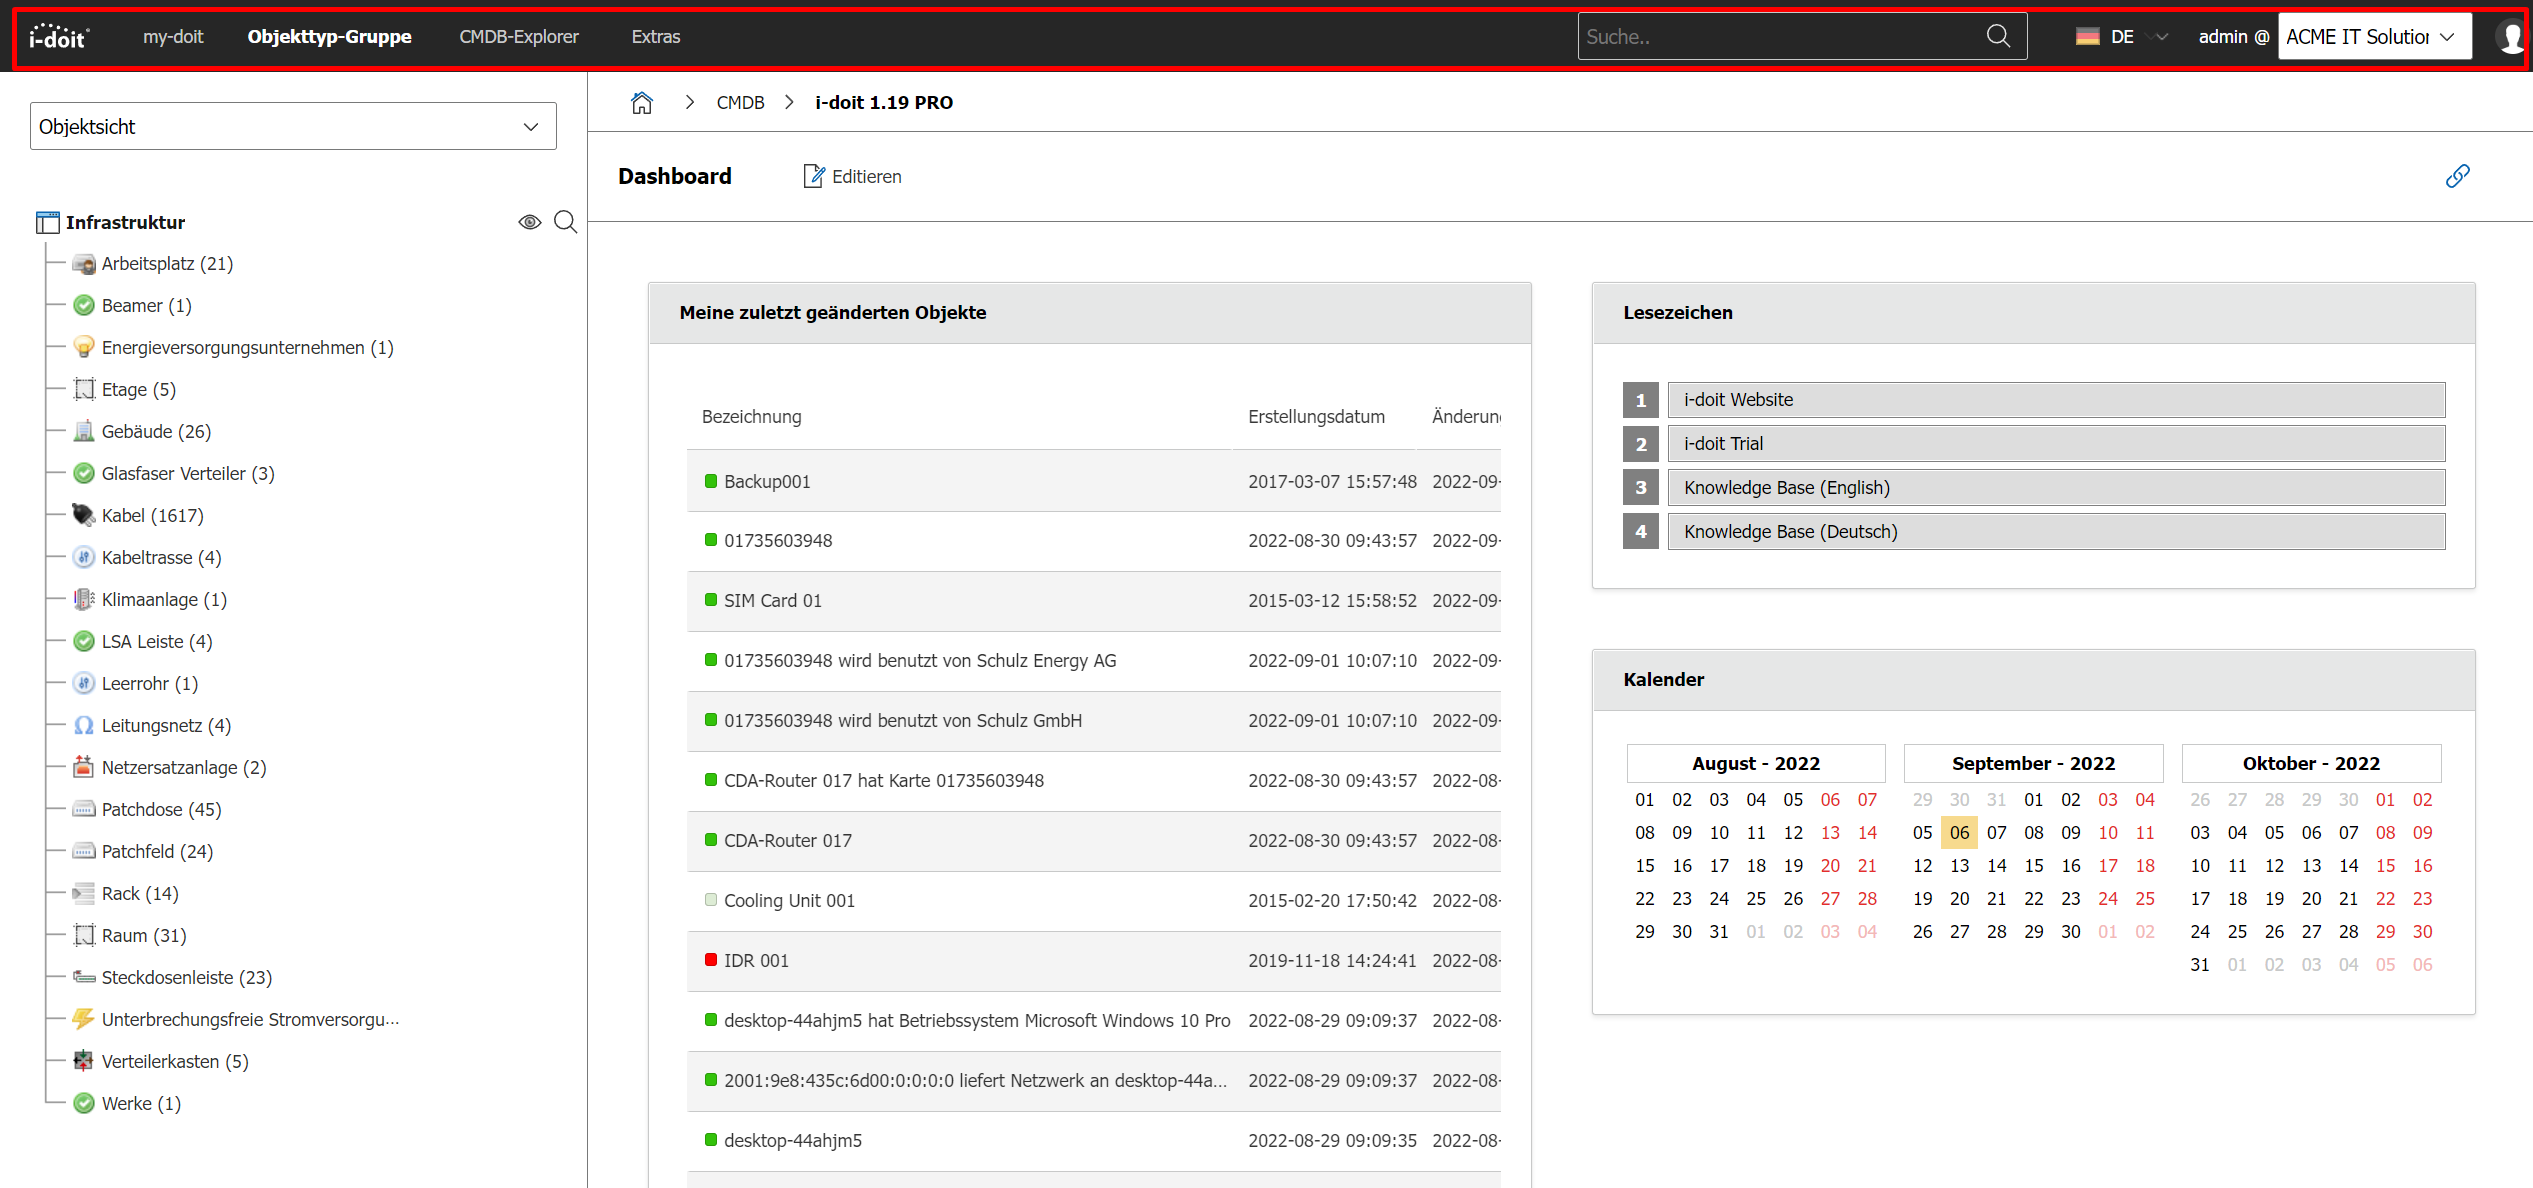 i-doit my-doit Objekttyp-Gruppe CMDB-Explorer Extras Suche.. DE admin @ ACME IT Solution
CMDB i-doit 1.19 PRO
Objektsicht
Dashboard Editieren
Infrastruktur
Arbeitsplatz (21)
Beamer (1)
Energieversorgungsunternehmen (1)
Etage (5)
Gebäude (26)
Glasfaser Verteiler (3)
Kabel (1617)
Kabeltrasse (4)
Klimaanlage (1)
LSA Leiste (4)
Leerrohr (1)
Leitungsnetz (4)
Netzersatzanlage (2)
Patchdose (45)
Patchfeld (24)
Rack (14)
Raum (31)
Steckdosenleiste (23)
Unterbrechungsfreie Stromversorgu...
Verteilerkasten (5)
Werke (1)
Meine zuletzt geänderten Objekte
Bezeichnung Erstellungsdatum Änderung
Backup001 2017-03-07 15:57:48 2022-09-
01735603948 2022-08-30 09:43:57 2022-09-
SIM Card 01 2015-03-12 15:58:52 2022-09-
01735603948 wird benutzt von Schulz Energy AG 2022-09-01 10:07:10 2022-09-
01735603948 wird benutzt von Schulz GmbH 2022-09-01 10:07:10 2022-09-
CDA-Router 017 hat Karte 01735603948 2022-08-30 09:43:57 2022-08-
CDA-Router 017 2022-08-30 09:43:57 2022-08-
Cooling Unit 001 2015-02-20 17:50:42 2022-08-
IDR 001 2019-11-18 14:24:41 2022-08-
desktop-44ahjm5 hat Betriebssystem Microsoft Windows 10 Pro 2022-08-29 09:09:37 2022-08-
2001:9e8:435c:6d00:0:0:0:0 liefert Netzwerk an desktop-44a... 2022-08-29 09:09:37 2022-08-
desktop-44ahjm5 2022-08-29 09:09:35 2022-08-
Lesezeichen
1 i-doit Website
2 i-doit Trial
3 Knowledge Base (English)
4 Knowledge Base (Deutsch)
Kalender
August - 2022
01 02 03 04 05 06 07
08 09 10 11 12 13 14
15 16 17 18 19 20 21
22 23 24 25 26 27 28
29 30 31 01 02 03 04
September - 2022
29 30 31 01 02 03 04
05 06 07 08 09 10 11
12 13 14 15 16 17 18
19 20 21 22 23 24 25
26 27 28 29 30 01 02
Oktober - 2022
26 27 28 29 30 01 02
03 04 05 06 07 08 09
10 11 12 13 14 15 16
17 18 19 20 21 22 23
24 25 26 27 28 29 30
31 01 02 03 04 05 06